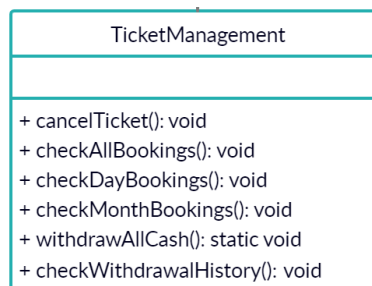 TicketManagement
+ cancelTicket(): void
+ checkAllBookings(): void
+ checkDayBookings(): void
+ checkMonthBookings(): void
+ withdrawAllCash(): static void
+ checkWithdrawalHistory(): void